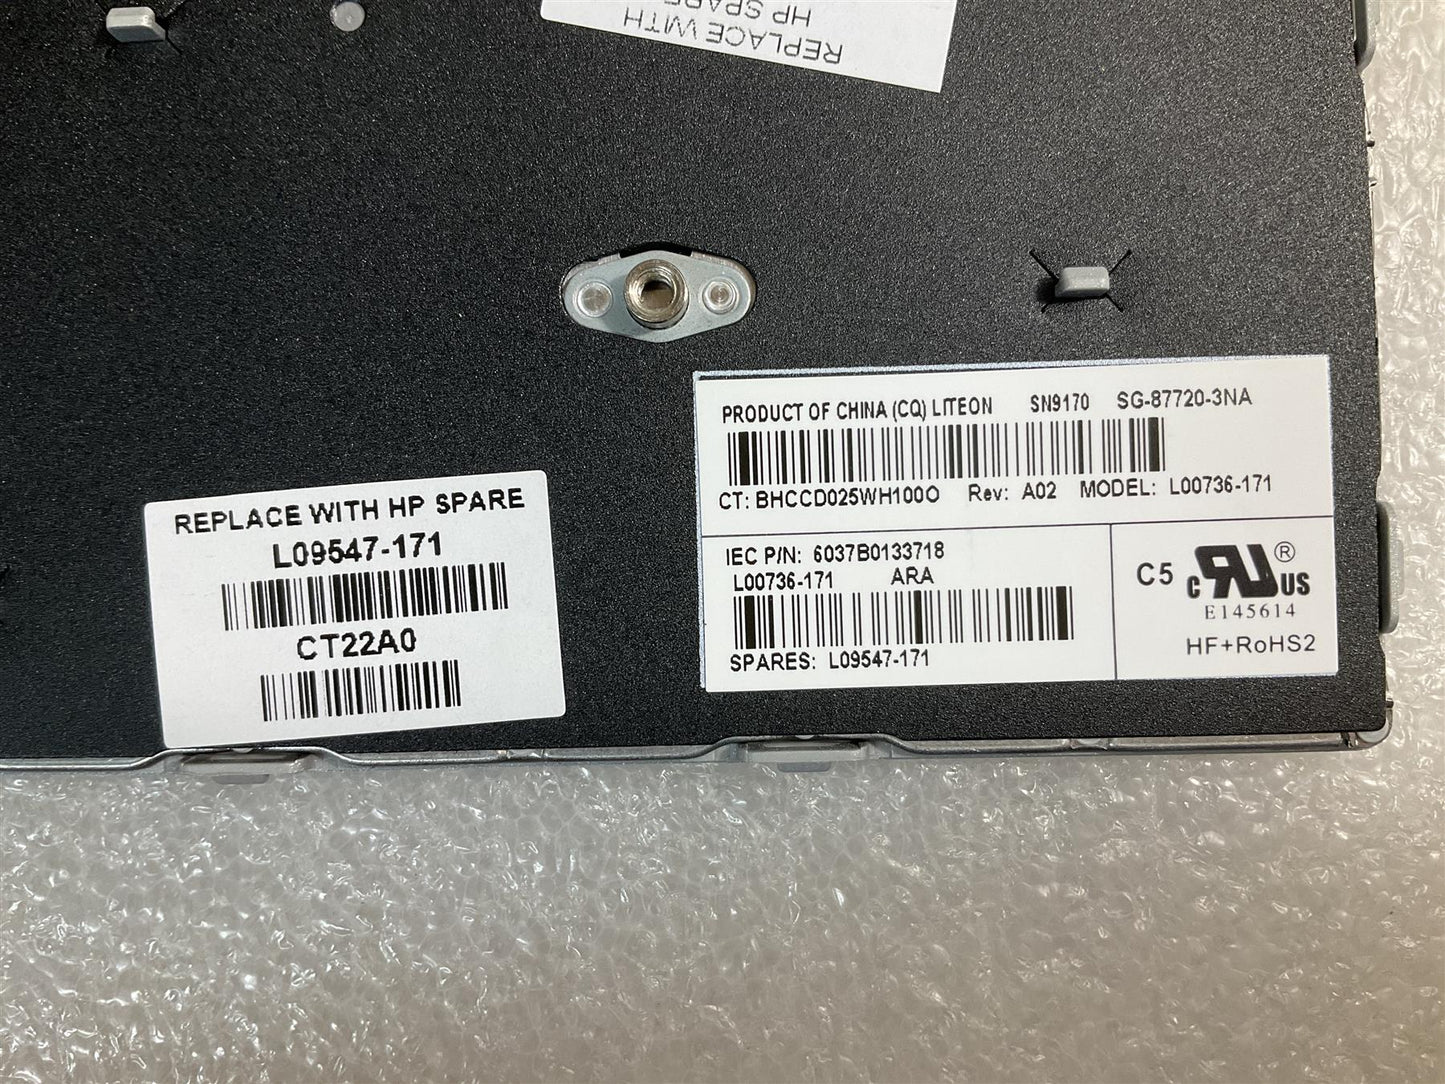 REPLACE WITH
HP SPARE
PRODUCT OF CHINA (CQ) LITEON SN9170 SG-87720-3NA
CT: BHCCD025WH100O Rev: A02 MODEL: L00736-171
IEC P/N: 6037B0133718
L00736-171 ARA
SPARES: L09547-171
C5 c RU ® US
E145614
HF+RoHS2
REPLACE WITH HP SPARE
L09547-171
CT22A0